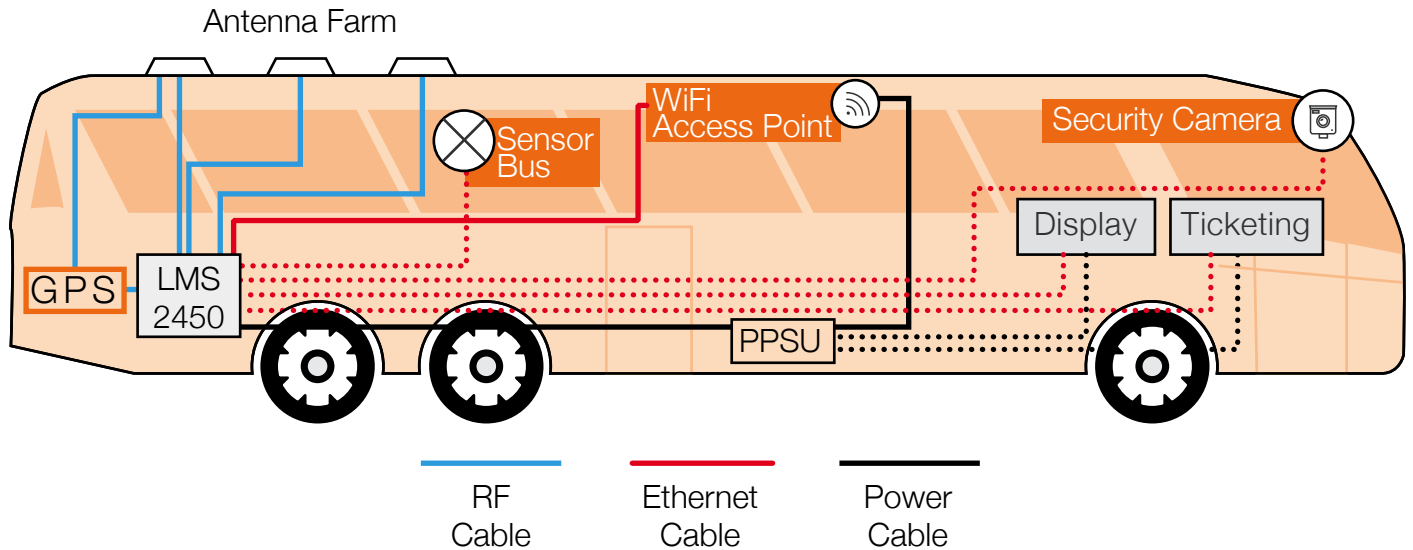 Antenna Farm
WiFi
Access Point
Security Camera
Sensor
Bus
Display
Ticketing
GPS
LMS
2450
PPSU
RF
Cable
Ethernet
Cable
Power
Cable